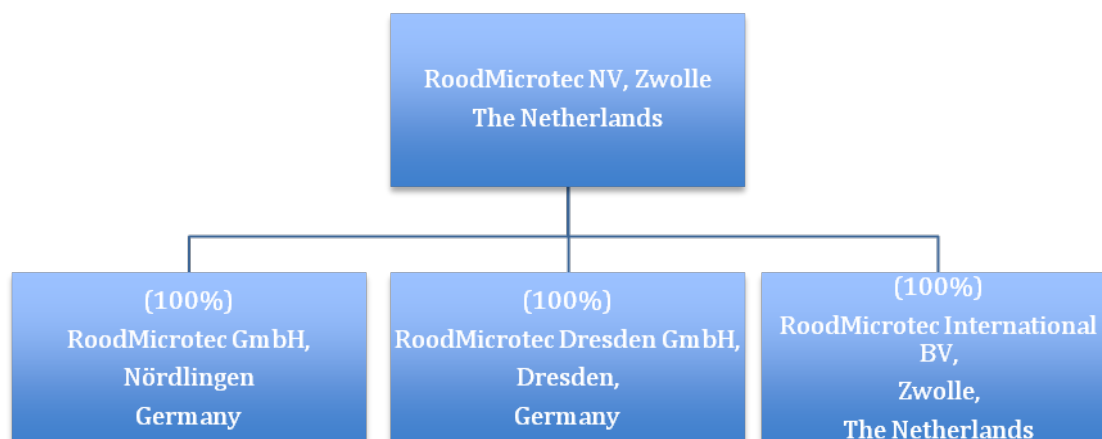 RoodMicrotec NV, Zwolle
The Netherlands
(100%)
RoodMicrotec GmbH,
Nördlingen
Germany
(100%)
RoodMicrotec Dresden GmbH,
Dresden,
Germany
(100%)
RoodMicrotec International
BV,
Zwolle,
The Netherlands